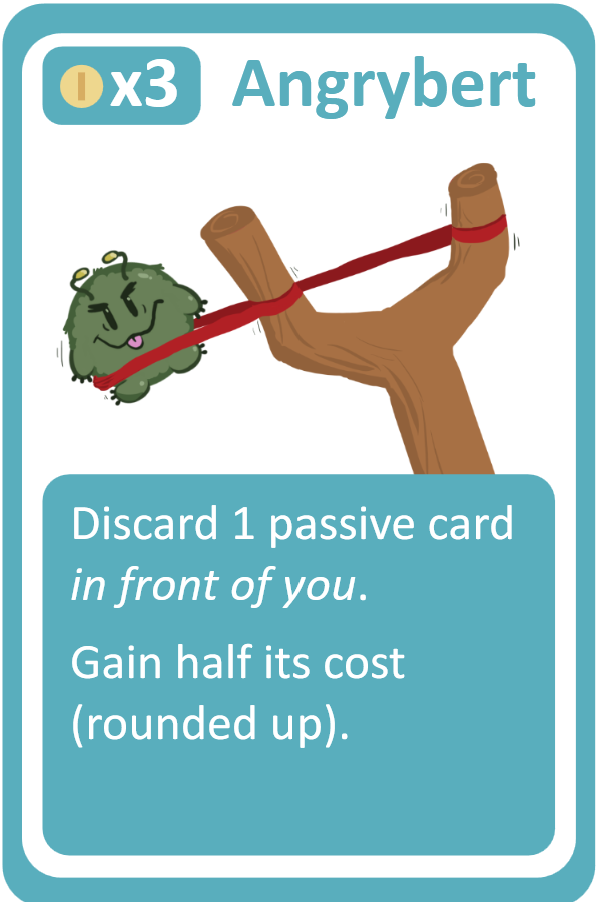 x3 Angrybert
Discard 1 passive card
in front of you.
Gain half its cost
(rounded up).